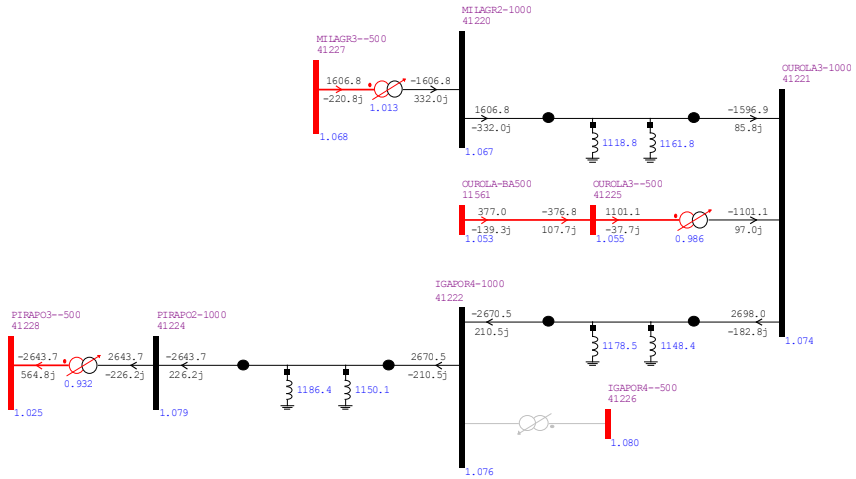 MILAGR2-1000
41220
MILAGR3--500
41227
1606.8
-220.8j
1.013
-1606.8
332.0j
1.068
1.067
1606.8
-332.0j
1118.8
1161.8
-1596.9
85.8j
OUROLA3-1000
41221
OUROLA-BA500
11561
377.0
-139.3j
-376.8
107.7j
1.053
OUROLA3--500
41225
1101.1
-37.7j
1.055
0.986
-1101.1
97.0j
1.074
IGAPOR4-1000
41222
-2670.5
210.5j
1178.5
1148.4
2698.0
-182.8j
PIRAPO3--500
41228
-2643.7
564.8j
0.932
1.025
PIRAPO2-1000
41224
2643.7
-226.2j
-2643.7
226.2j
1.079
1186.4
1150.1
2670.5
-210.5j
IGAPOR4--500
41226
1.080
1.076